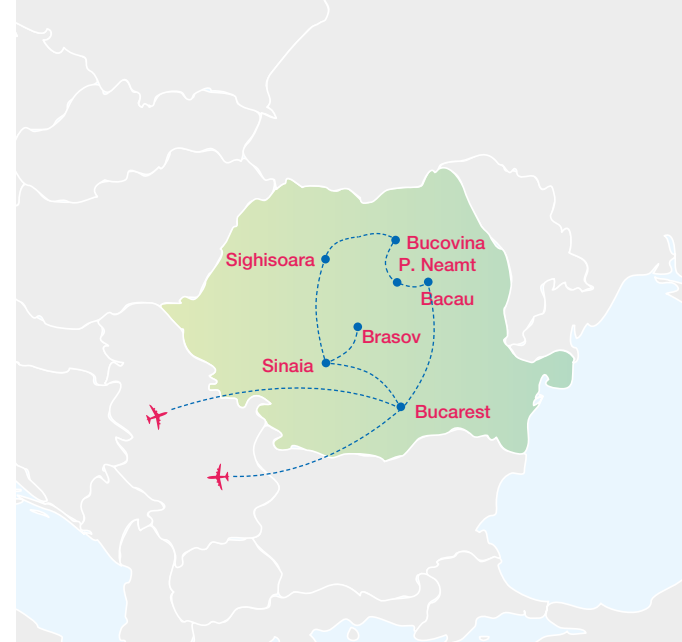 Bucovina
Sighisoara
P. Neamt
Bacau
Brasov
Sinaia
Bucarest